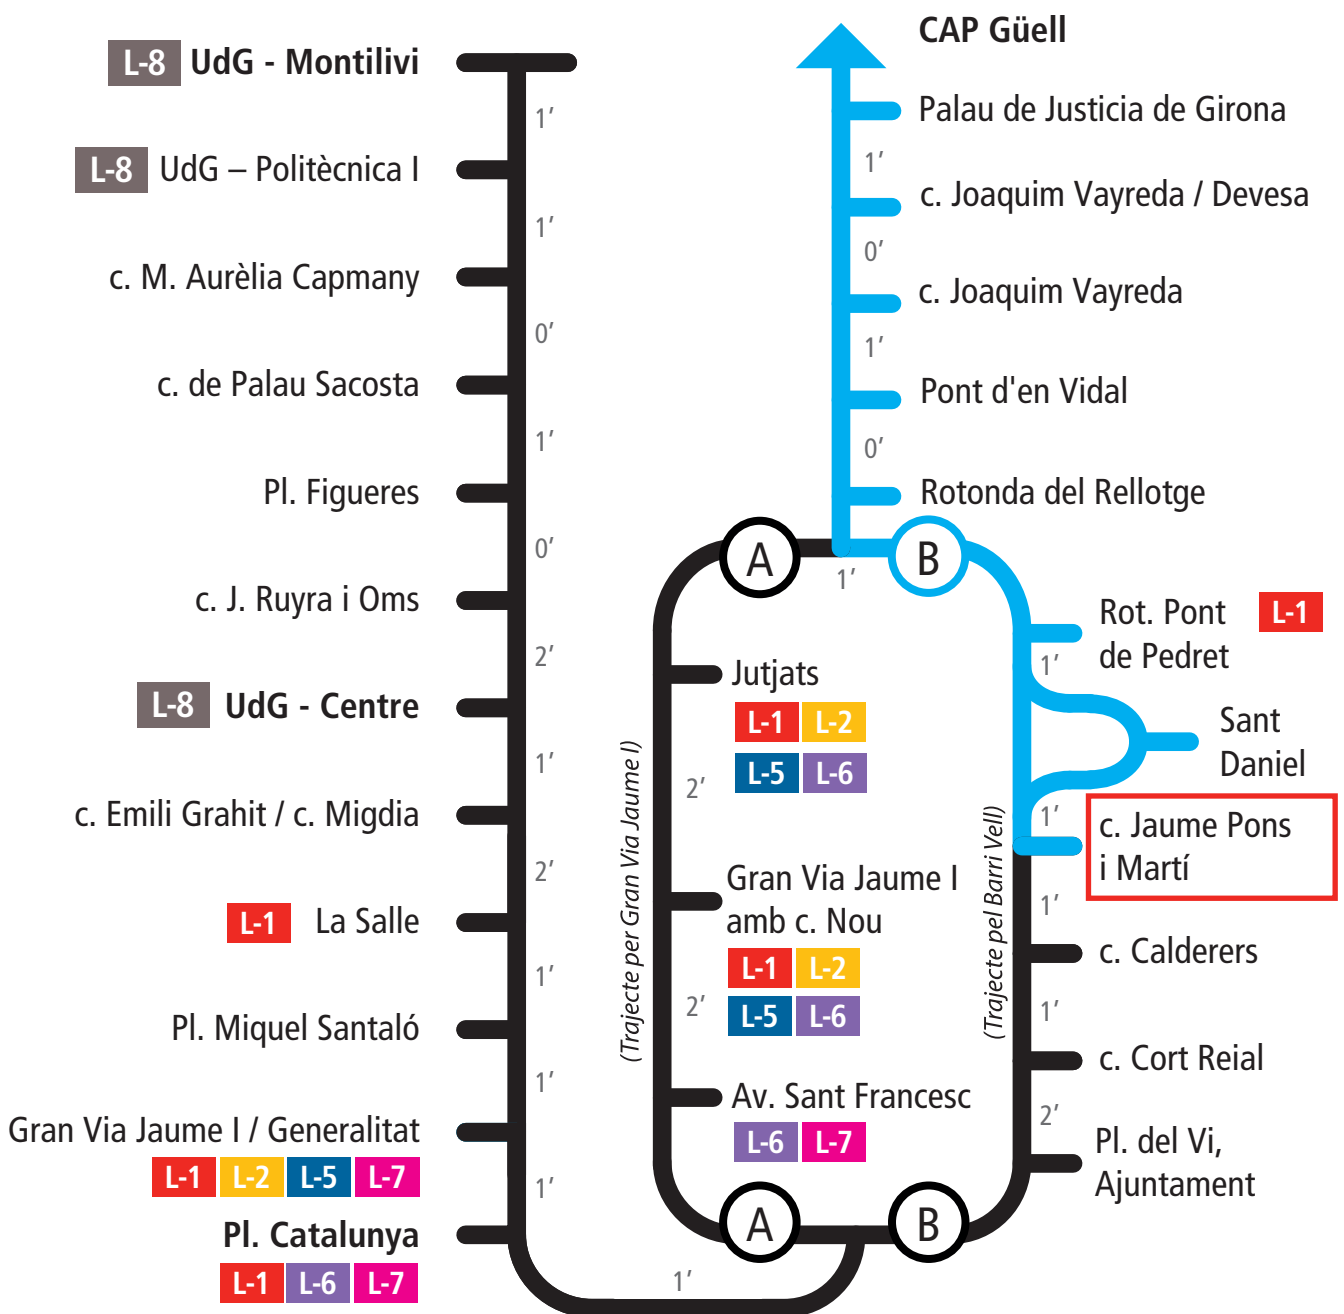 L-8 UdG - Montilivi
1’
L-8 UdG – Politècnica I
1’
c. M. Aurèlia Capmany
0’
c. de Palau Sacosta
1’
Pl. Figueres
0’
c. J. Ruyra i Oms
2’
L-8 UdG - Centre
1’
c. Emili Grahit / c. Migdia
2’
L-1 La Salle
1’
Pl. Miquel Santaló
1’
Gran Via Jaume I / Generalitat
L-1 L-2 L-5 L-7
1’
Pl. Catalunya
L-1 L-6 L-7
1’
CAP Güell
Palau de Justicia de Girona
1’
c. Joaquim Vayreda / Devesa
0’
c. Joaquim Vayreda
1’
Pont d'en Vidal
0’
Rotonda del Rellotge
A
B
1’
(Trajecte per Gran Via Jaume I)
Jutjats
L-1 L-2
L-5 L-6
2’
Gran Via Jaume I
amb c. Nou
L-1 L-2
L-5 L-6
2’
Av. Sant Francesc
L-6 L-7
A
B
(Trajecte pel Barri Vell)
Rot. Pont L-1
de Pedret
1’
Sant
Daniel
1’
c. Jaume Pons
i Martí
1’
c. Calderers
1’
c. Cort Reial
2’
Pl. del Vi,
Ajuntament